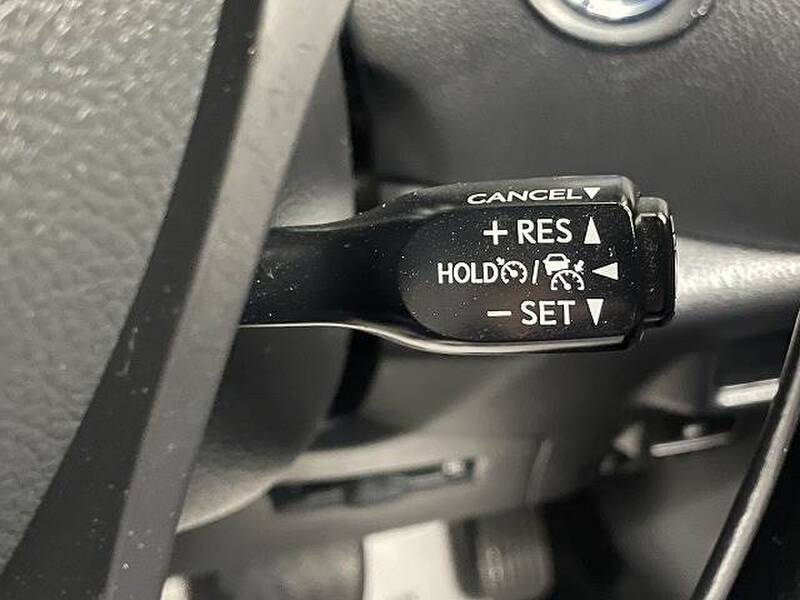 CANCEL▼
+ RES ▲
HOLD / ◀
− SET ▼